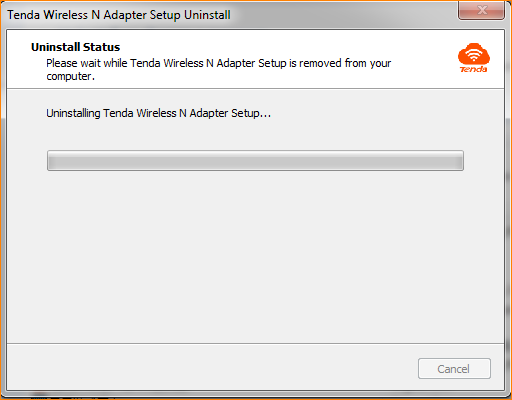 Tenda Wireless N Adapter Setup Uninstall
Uninstall Status
Please wait while Tenda Wireless N Adapter Setup is removed from your
computer.
Tenda
Uninstalling Tenda Wireless N Adapter Setup...
Cancel